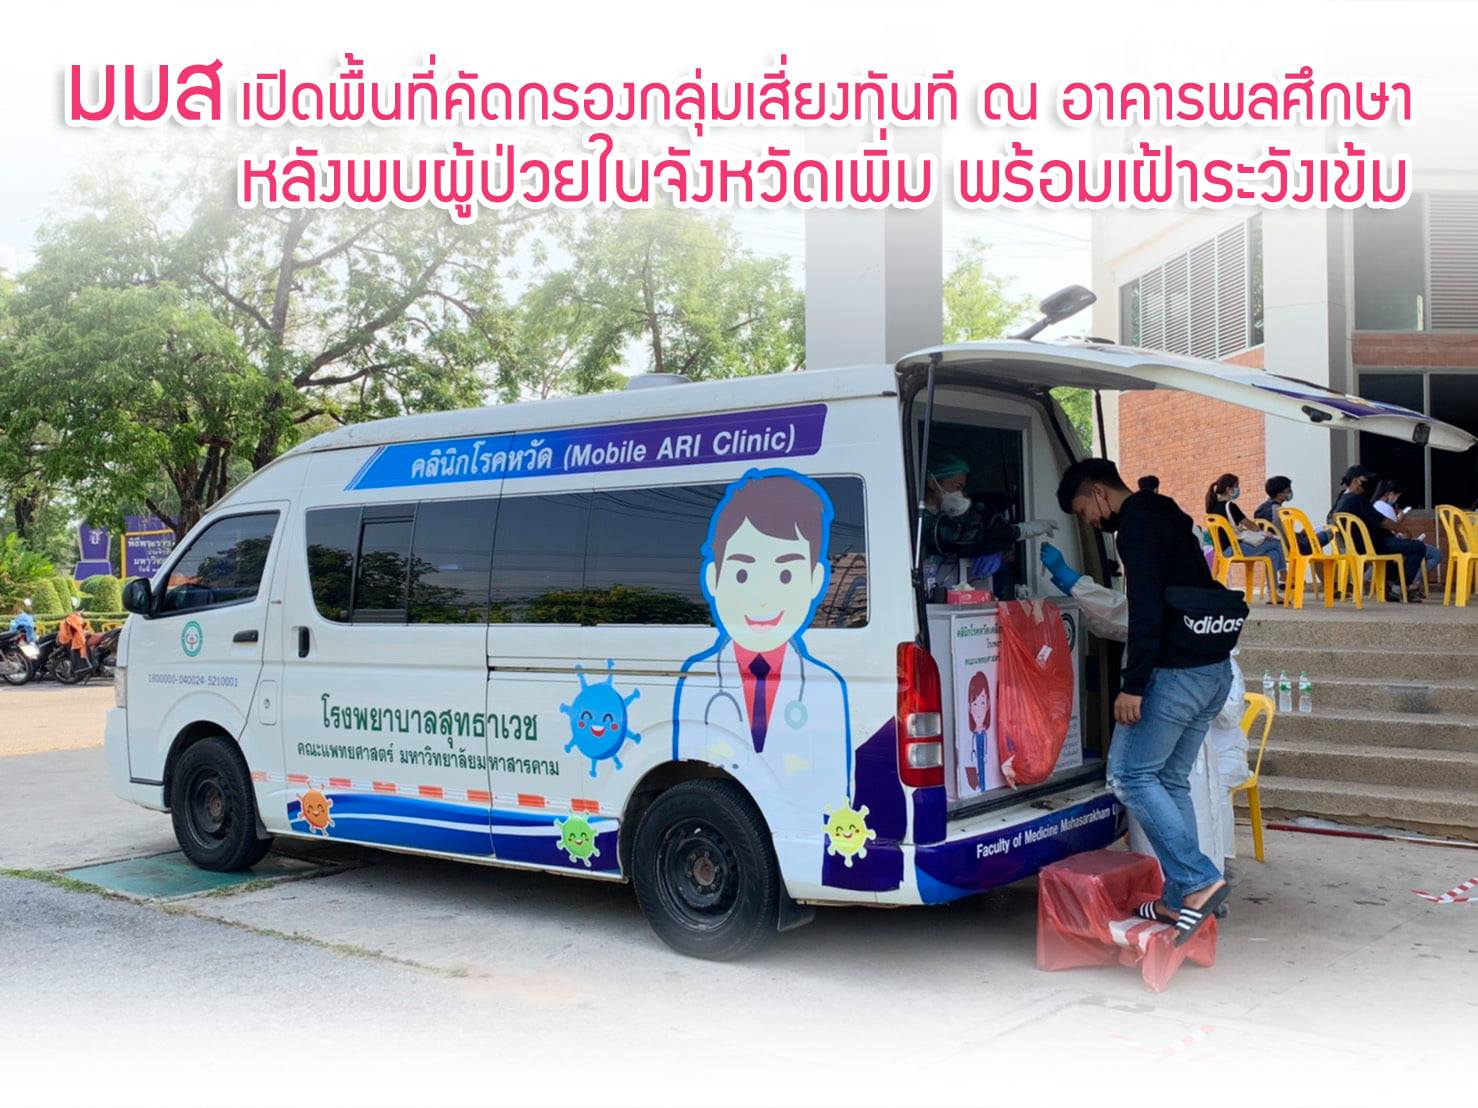 มมส เปิดพื้นที่คัดกรองกลุ่มเสี่ยงทันที ณ อาคารพลศึกษา
หลังพบผู้ป่วยในจังหวัดเพิ่ม พร้อมเฝ้าระวังเข้ม
คลินิกโรคหวัด (Mobile ARI Clinic)
1800000-040024-5210001
โรงพยาบาลสุทธาเวช
คณะแพทยศาสตร์ มหาวิทยาลัยมหาสารคาม
adidas
Faculty of Medicine Mahasarakham U